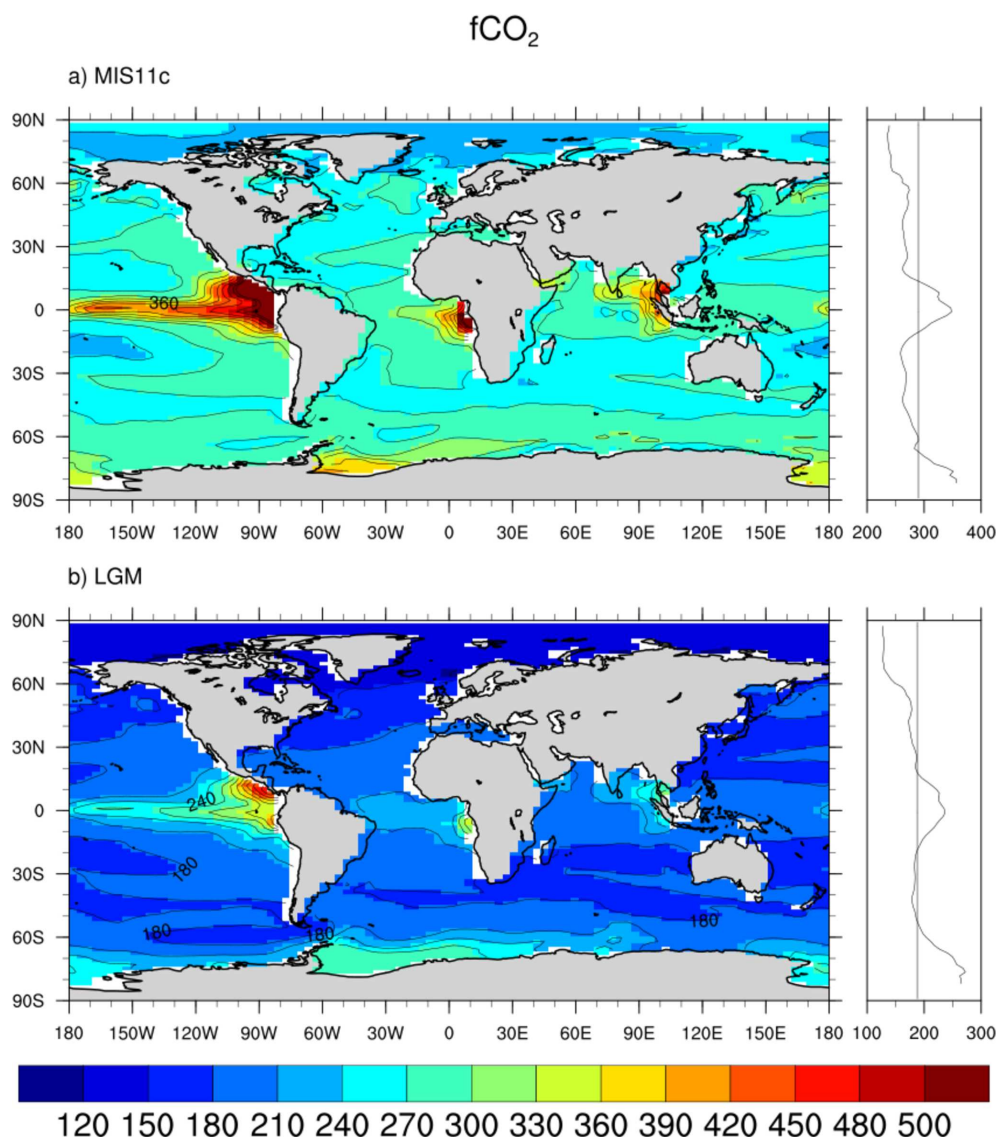 fCO2
a) MIS11c
90N
60N
30N
0
30S
60S
90S
360
180 150W 120W 90W 60W 30W 0 30E 60E 90E 120E 150E 180
200 300 400
b) LGM
90N
60N
30N
0
30S
60S
90S
240
180
180 180 180
180 150W 120W 90W 60W 30W 0 30E 60E 90E 120E 150E 180
100 200 300
120 150 180 210 240 270 300 330 360 390 420 450 480 500